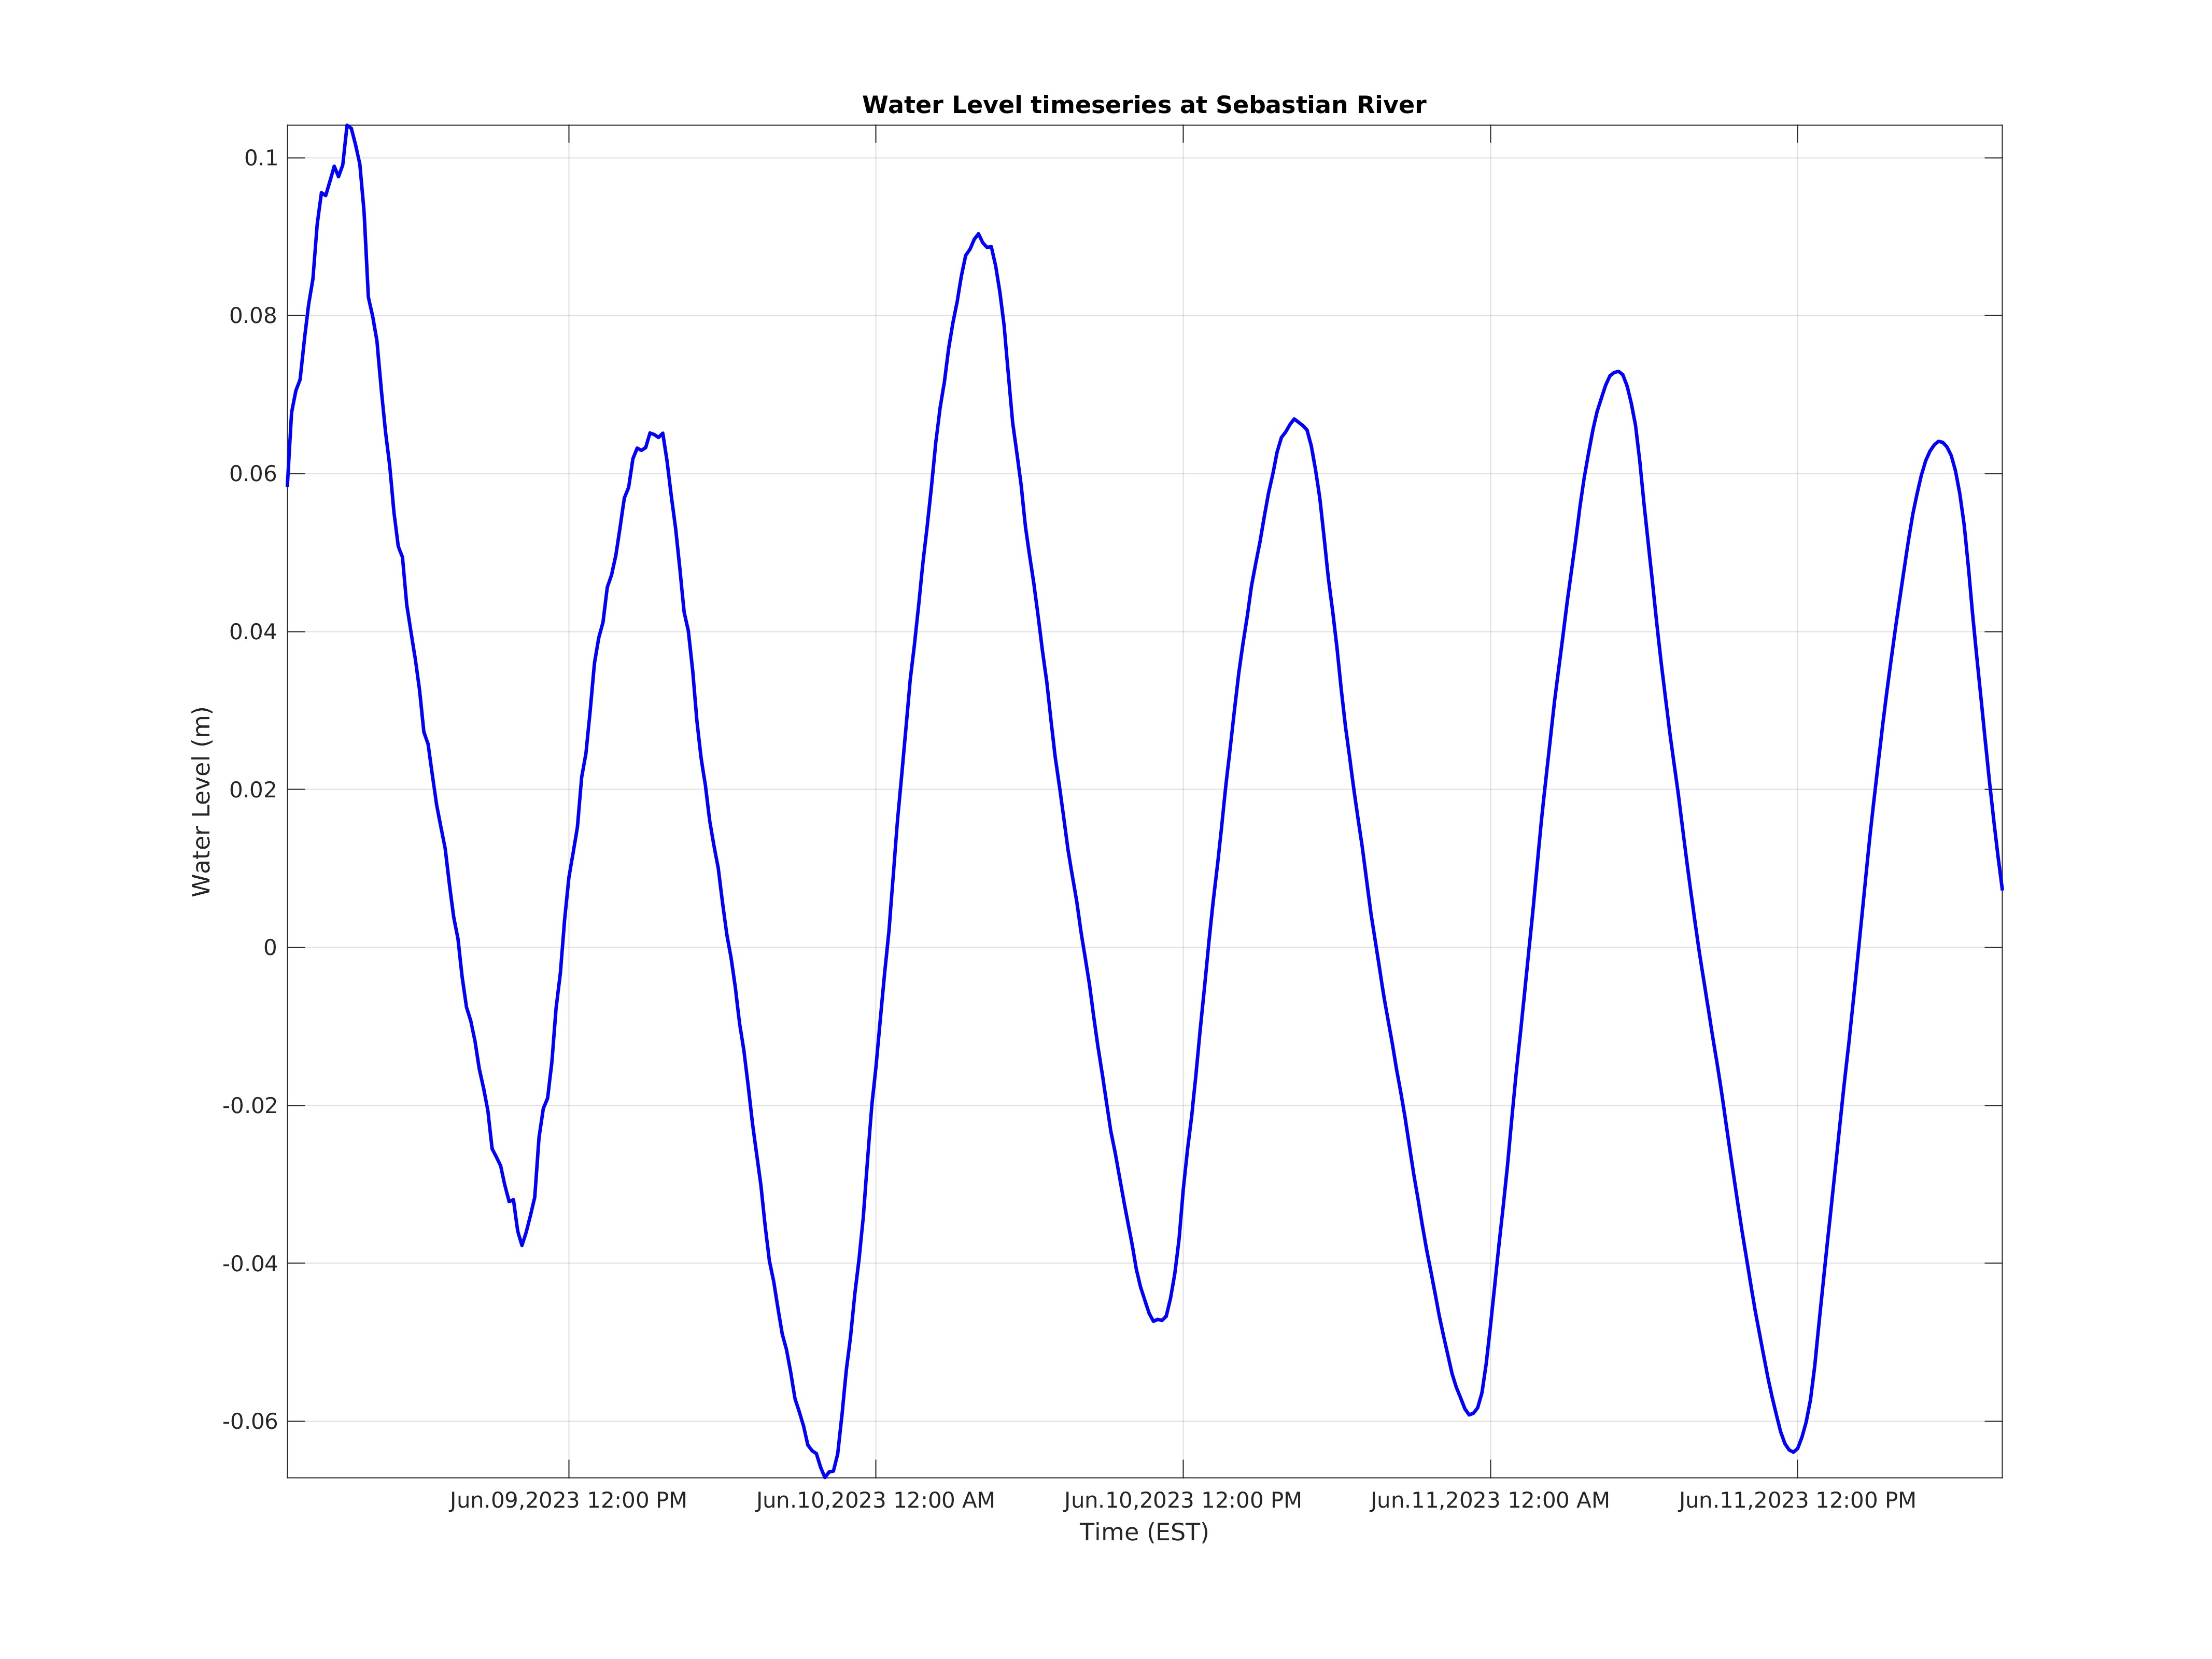 Water Level timeseries at Sebastian River
0.1
0.08
0.06
0.04
0.02
0
-0.02
-0.04
-0.06
Water Level (m)
Jun.09,2023 12:00 PM
Jun.10,2023 12:00 AM
Jun.10,2023 12:00 PM
Jun.11,2023 12:00 AM
Jun.11,2023 12:00 PM
Time (EST)